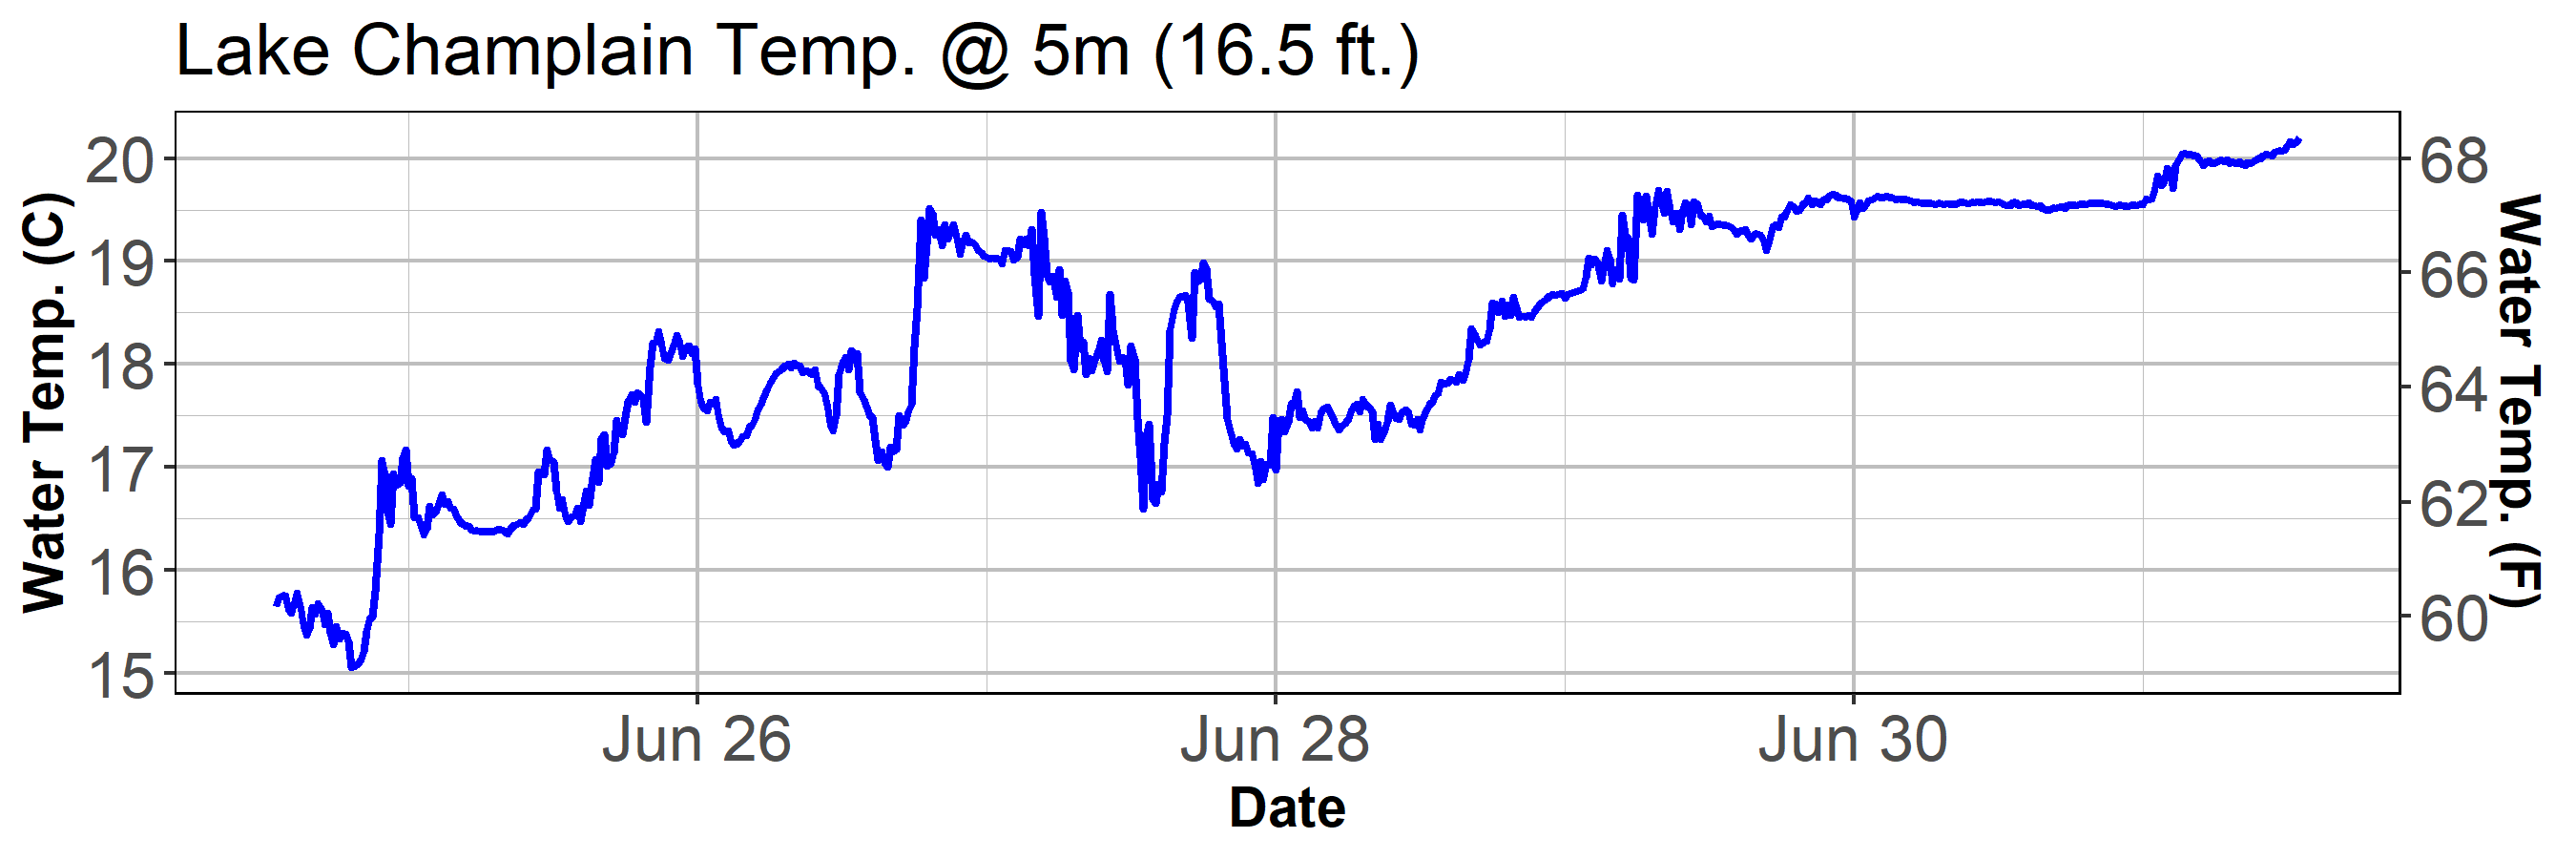 Lake Champlain Temp. @ 5m (16.5 ft.)
Water Temp. (C)
20
19
18
17
16
15
68
66
64
62
60
Water Temp. (F)
Jun 26
Jun 28
Jun 30
Date